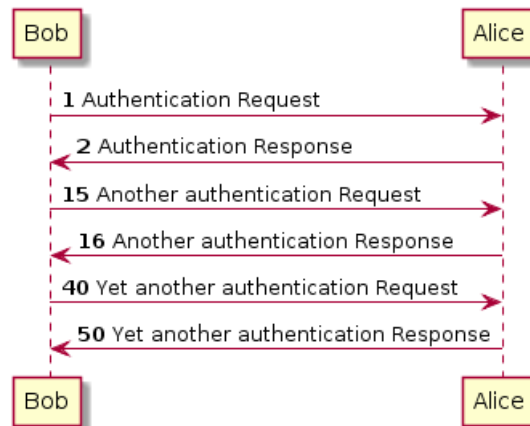 Bob Alice
1 Authentication Request
2 Authentication Response
15 Another authentication Request
16 Another authentication Response
40 Yet another authentication Request
50 Yet another authentication Response
Bob Alice